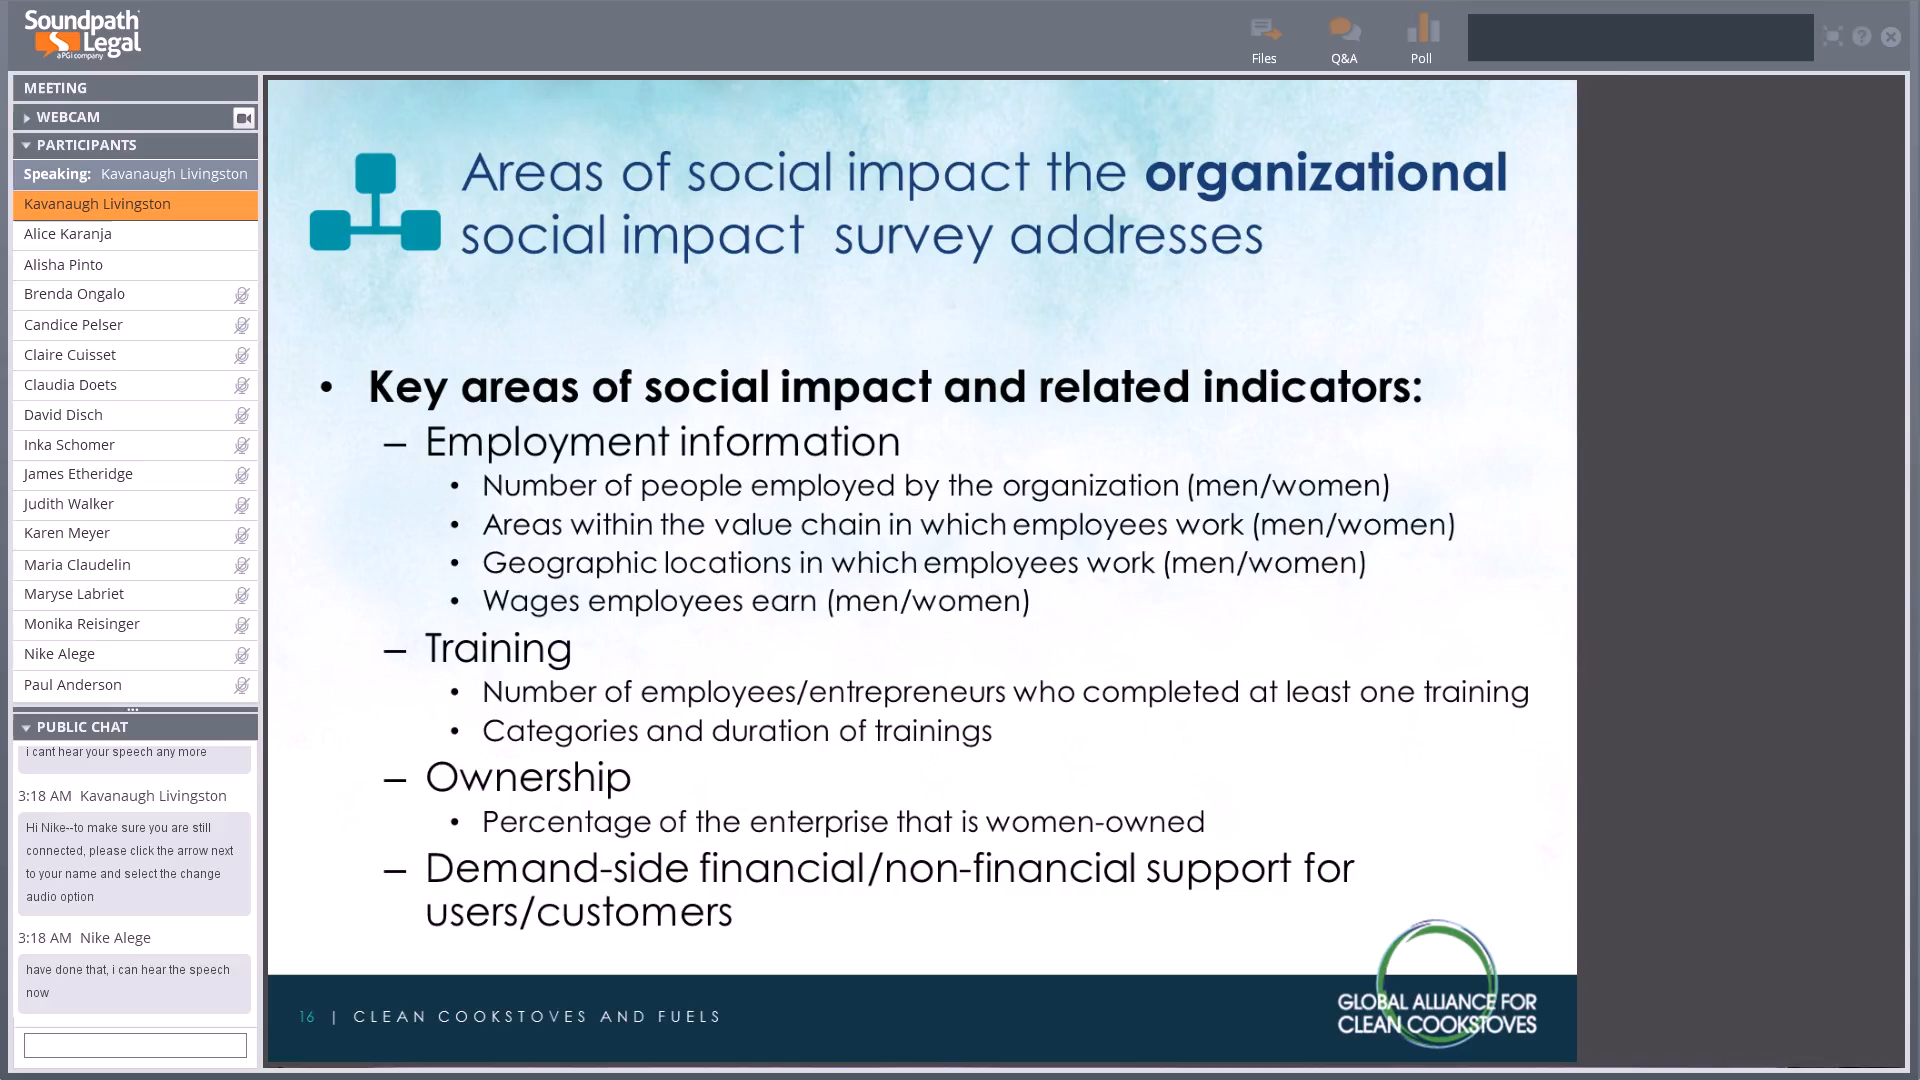 Soundpath
Legal
a PGi company
Files
Q&A
Poll
MEETING
WEBCAM
PARTICIPANTS
Speaking: Kavanaugh Livingston
Kavanaugh Livingston
Alice Karanja
Alisha Pinto
Brenda Ongalo
Candice Pelser
Claire Cuisset
Claudia Doets
David Disch
Inka Schomer
James Etheridge
Judith Walker
Karen Meyer
Maria Claudelin
Maryse Labriet
Monika Reisinger
Nike Alege
Paul Anderson
PUBLIC CHAT
i cant hear your speech any more
3:18 AM Kavanaugh Livingston
Hi Nike--to make sure you are still
connected, please click the arrow next
to your name and select the change
audio option
3:18 AM Nike Alege
have done that, i can hear the speech
now
Areas of social impact the organizational
social impact survey addresses
• Key areas of social impact and related indicators:
– Employment information
• Number of people employed by the organization (men/women)
• Areas within the value chain in which employees work (men/women)
• Geographic locations in which employees work (men/women)
• Wages employees earn (men/women)
– Training
• Number of employees/entrepreneurs who completed at least one training
• Categories and duration of trainings
– Ownership
• Percentage of the enterprise that is women-owned
– Demand-side financial/non-financial support for
users/customers
16 | CLEAN COOKSTOVES AND FUELS
GLOBAL ALLIANCE FOR
CLEAN COOKSTOVES